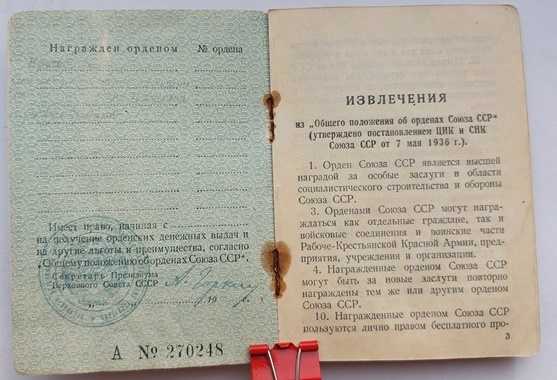 Награжден орденом № ордена
Имеет право, начиная с
на получение орденских денежных выдач и
на другие льготы и преимущества, согласно
„Общему положению об орденах Союза ССР".
Секретарь Президиума
Верховного Совета СССР
А № 270248
ИЗВЛЕЧЕНИЯ
из „Общего положения об орденах Союза ССР"
(утверждено постановлением ЦИК и СНК
Союза ССР от 7 мая 1936 г.).
1. Орден Союза ССР является высшей
наградой за особые заслуги в области
социалистического строительства и обороны
Союза ССР.
3. Орденами Союза ССР могут награ-
ждаться как отдельные граждане, так и
войсковые соединения и воинские части
Рабоче-Крестьянской Красной Армии, пред-
приятия, учреждения и организации.
4. Награжденные орденом Союза ССР
могут быть за новые заслуги повторно
награждены тем же или другим орденом
Союза ССР.
10. Награжденные орденом Союза ССР
пользуются лично правом бесплатного про-
3